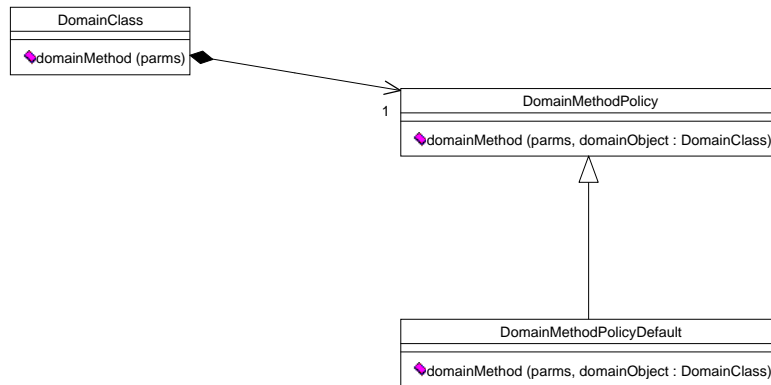 DomainClass
domainMethod (parms)
DomainMethodPolicy
1
domainMethod (parms, domainObject : DomainClass)
DomainMethodPolicyDefault
domainMethod (parms, domainObject : DomainClass)